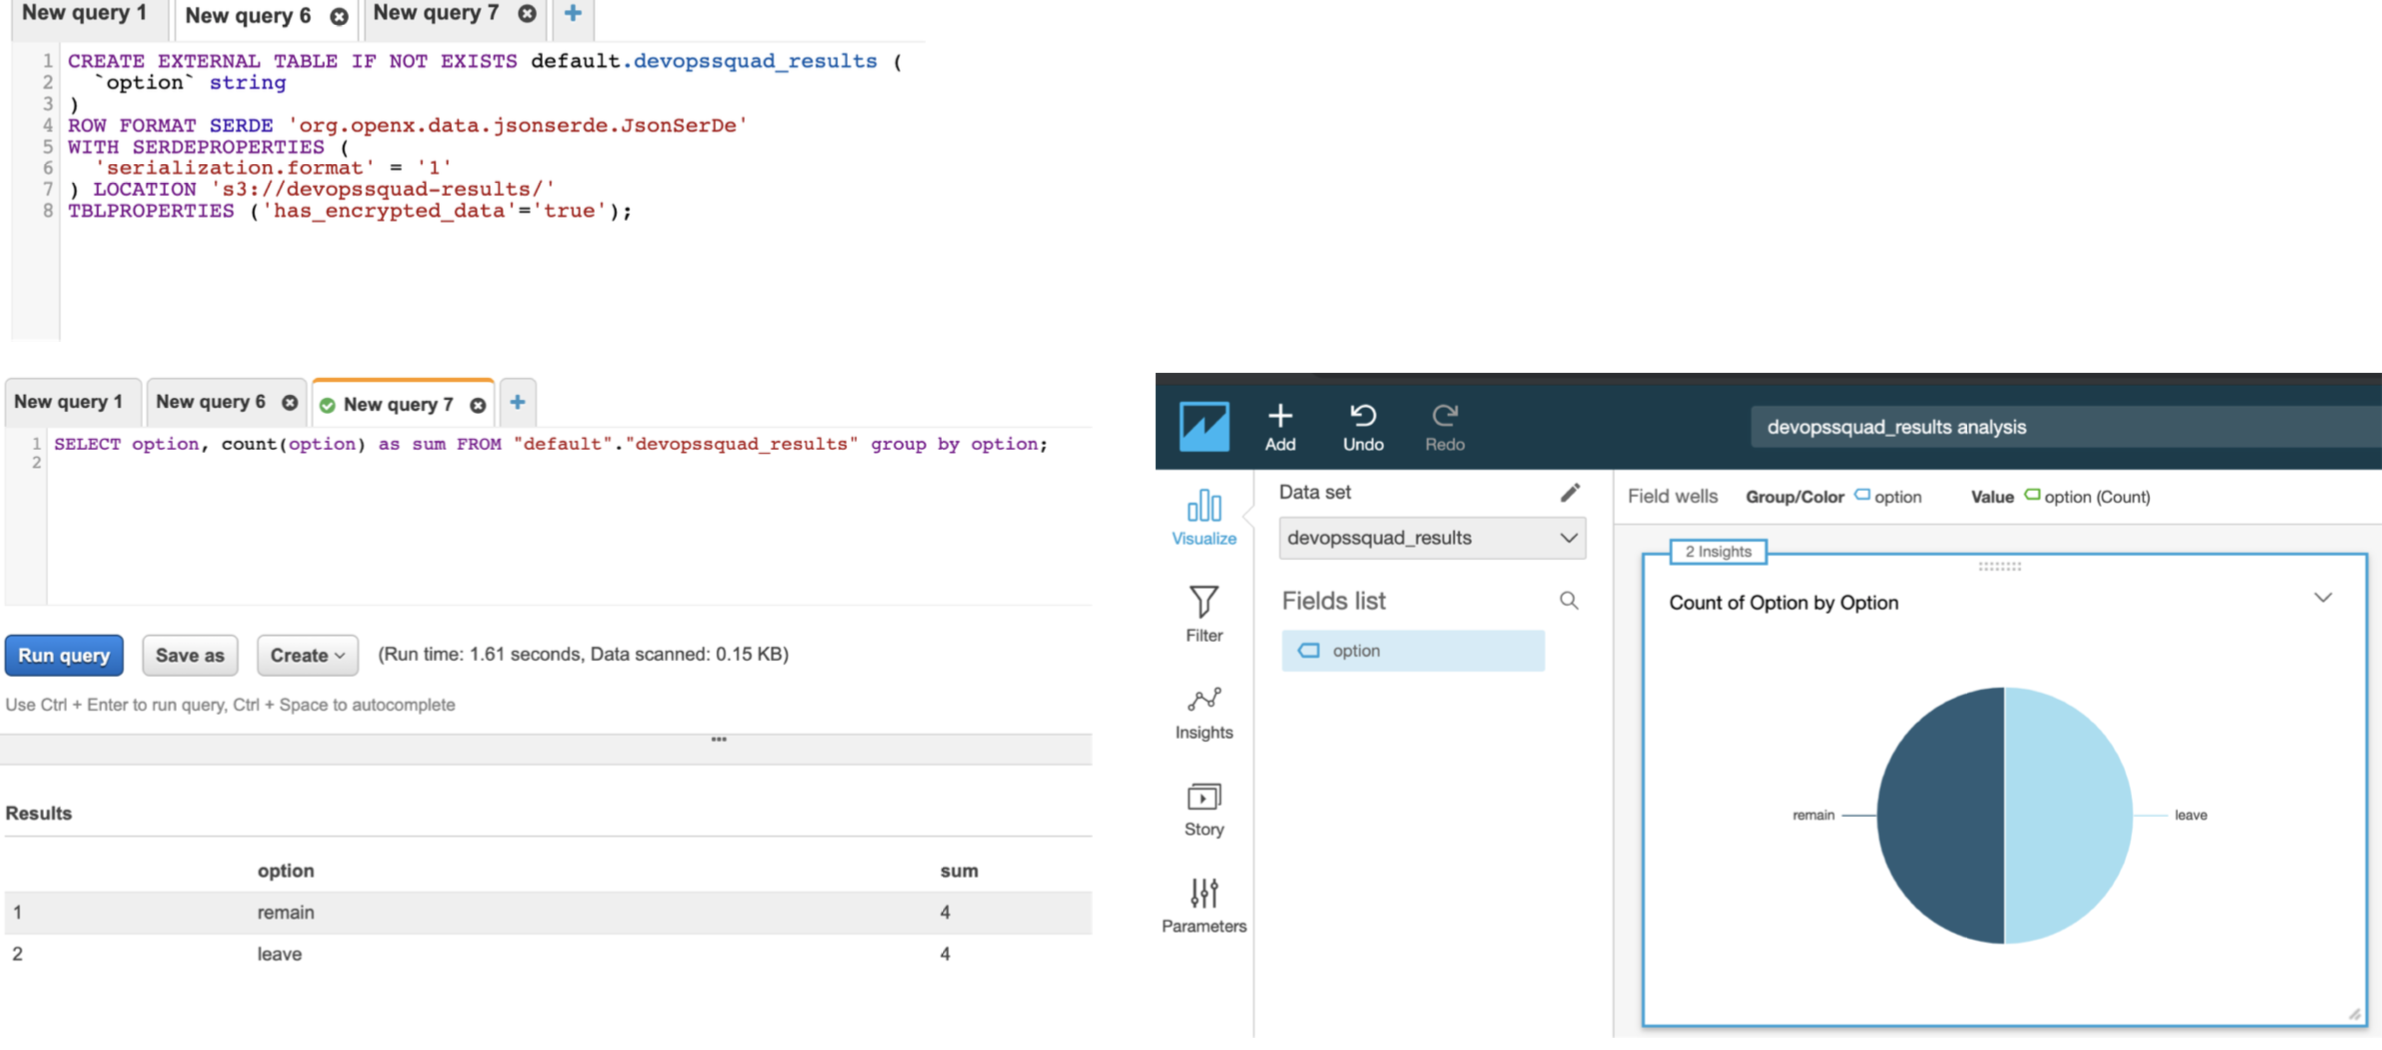 New query 1
New query 6
New query 7
+
1 CREATE EXTERNAL TABLE IF NOT EXISTS default.devopssquad_results (
2 `option` string
3 )
4 ROW FORMAT SERDE 'org.openx.data.jsonserde.JsonSerDe'
5 WITH SERDEPROPERTIES (
6 'serialization.format' = '1'
7 ) LOCATION 's3://devopssquad-results/'
8 TBLPROPERTIES ('has_encrypted_data'='true');
New query 1
New query 6
New query 7
+
1 SELECT option, count(option) as sum FROM "default"."devopssquad_results" group by option;
2
Run query
Save as
Create
(Run time: 1.61 seconds, Data scanned: 0.15 KB)
Use Ctrl + Enter to run query, Ctrl + Space to autocomplete
Results
option sum
1 remain 4
2 leave 4
Add
Undo
Redo
devopssquad_results analysis
Visualize
Filter
Insights
Story
Parameters
Data set
devopssquad_results
Fields list
option
Field wells Group/Color option Value option (Count)
2 Insights
Count of Option by Option
remain
leave